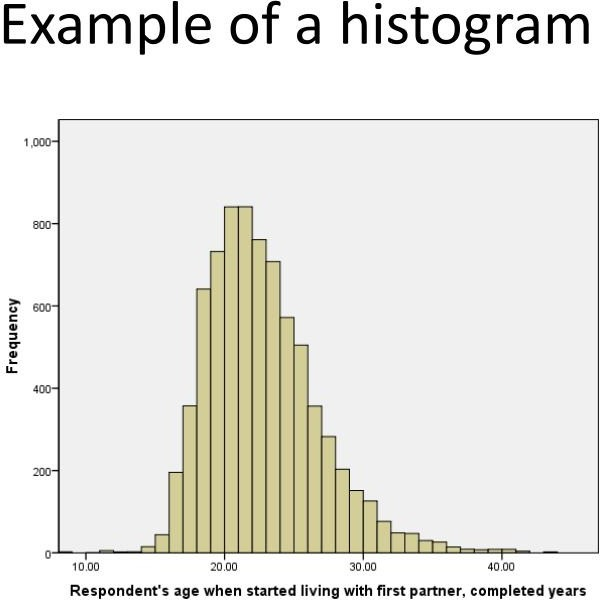 Example of a histogram
1,000
800
600
400
200
0
Frequency
10.00 20.00 30.00 40.00
Respondent's age when started living with first partner, completed years